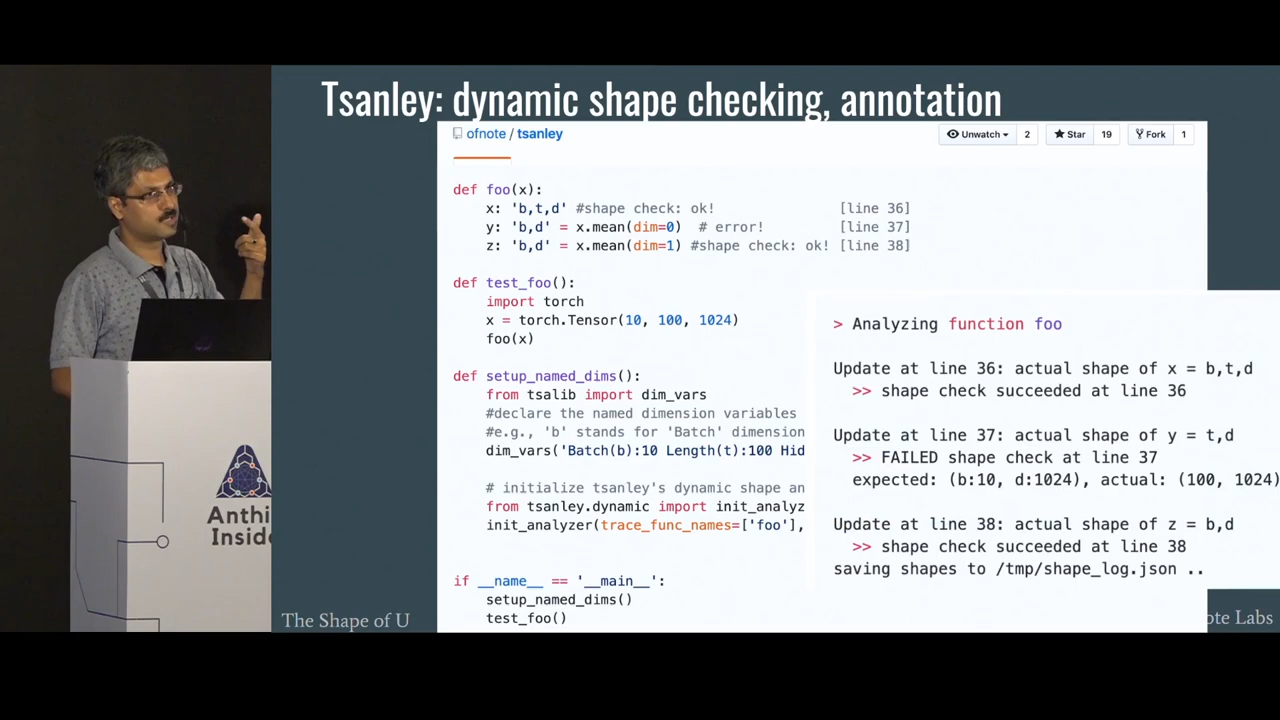 Tsanley: dynamic shape checking, annotation
ofnote / tsanley
Unwatch 2
Star 19
Fork 1
def foo(x):
x: 'b,t,d' #shape check: ok! [line 36]
y: 'b,d' = x.mean(dim=0) # error! [line 37]
z: 'b,d' = x.mean(dim=1) #shape check: ok! [line 38]
def test_foo():
import torch
x = torch.Tensor(10, 100, 1024)
foo(x)
def setup_named_dims():
from tsalib import dim_vars
#declare the named dimension variables
#e.g., 'b' stands for 'Batch' dimension
dim_vars('Batch(b):10 Length(t):100 Hid
# initialize tsanley's dynamic shape an
from tsanley.dynamic import init_analyz
init_analyzer(trace_func_names=['foo'],
if __name__ == '__main__':
setup_named_dims()
test_foo()
> Analyzing function foo
Update at line 36: actual shape of x = b,t,d
>> shape check succeeded at line 36
Update at line 37: actual shape of y = t,d
>> FAILED shape check at line 37
expected: (b:10, d:1024), actual: (100, 1024)
Update at line 38: actual shape of z = b,d
>> shape check succeeded at line 38
saving shapes to /tmp/shape_log.json ..
Anthi
Inside
The Shape of U
ote Labs